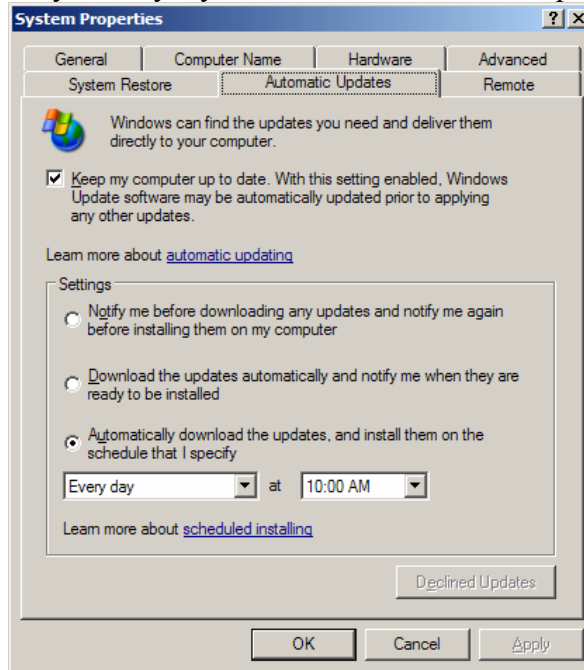 System Properties
General Computer Name Hardware Advanced
System Restore Automatic Updates Remote
Windows can find the updates you need and deliver them
directly to your computer.
Keep my computer up to date. With this setting enabled, Windows
Update software may be automatically updated prior to applying
any other updates.
Learn more about automatic updating
Settings
Notify me before downloading any updates and notify me again
before installing them on my computer
Download the updates automatically and notify me when they are
ready to be installed
Automatically download the updates, and install them on the
schedule that I specify
Every day at 10:00 AM
Learn more about scheduled installing
Declined Updates
OK Cancel Apply